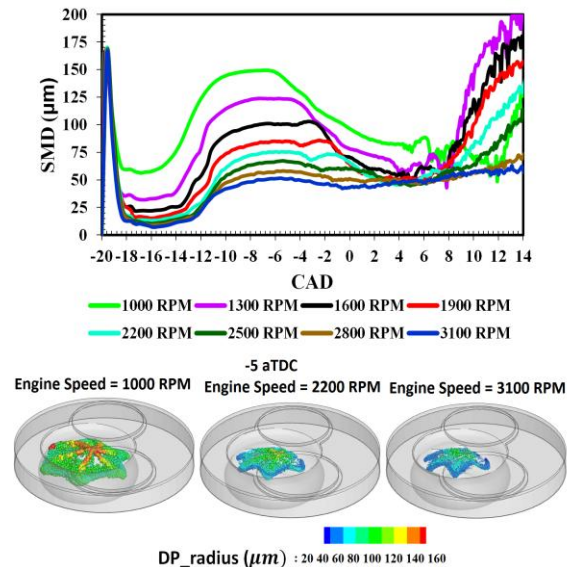 200
175
150
125
100
75
50
25
0
SMD (μm)
-20 -18 -16 -14 -12 -10 -8 -6 -4 -2 0 2 4 6 8 10 12 14
CAD
1000 RPM 1300 RPM 1600 RPM 1900 RPM
2200 RPM 2500 RPM 2800 RPM 3100 RPM
-5 aTDC
Engine Speed = 1000 RPM Engine Speed = 2200 RPM Engine Speed = 3100 RPM
DP_radius (μm) : 20 40 60 80 100 120 140 160